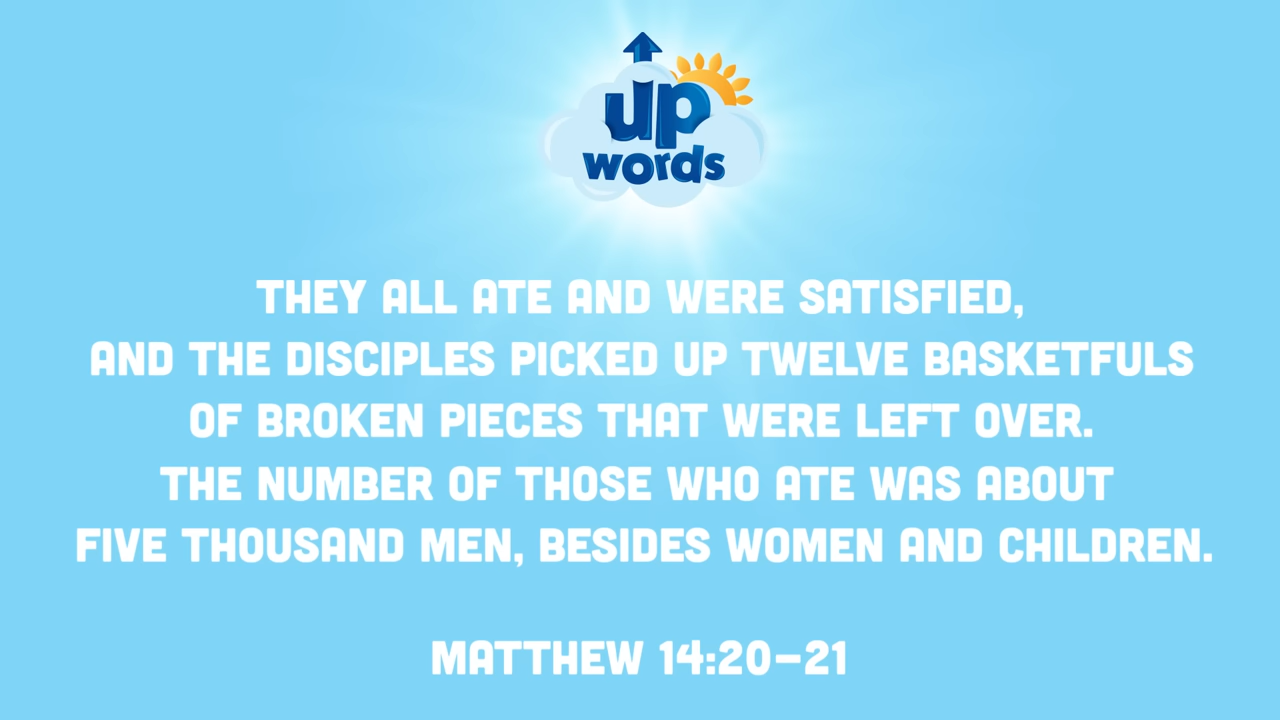 up
words
THEY ALL ATE AND WERE SATISFIED,
AND THE DISCIPLES PICKED UP TWELVE BASKETFULS
OF BROKEN PIECES THAT WERE LEFT OVER.
THE NUMBER OF THOSE WHO ATE WAS ABOUT
FIVE THOUSAND MEN, BESIDES WOMEN AND CHILDREN.
MATTHEW 14:20–21